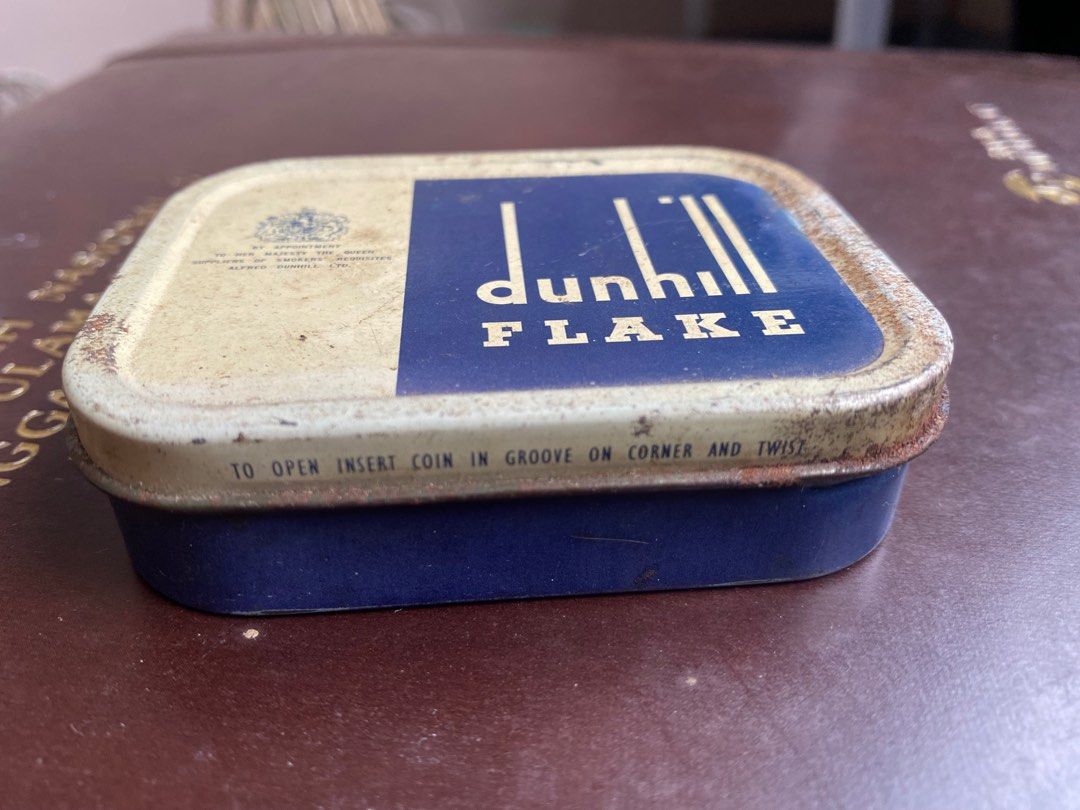 BY APPOINTMENT
TO HER MAJESTY THE QUEEN
SUPPLIERS OF SMOKERS' REQUISITES
ALFRED DUNHILL LTD.
dunhill
FLAKE
TO OPEN INSERT COIN IN GROOVE ON CORNER AND TWIST